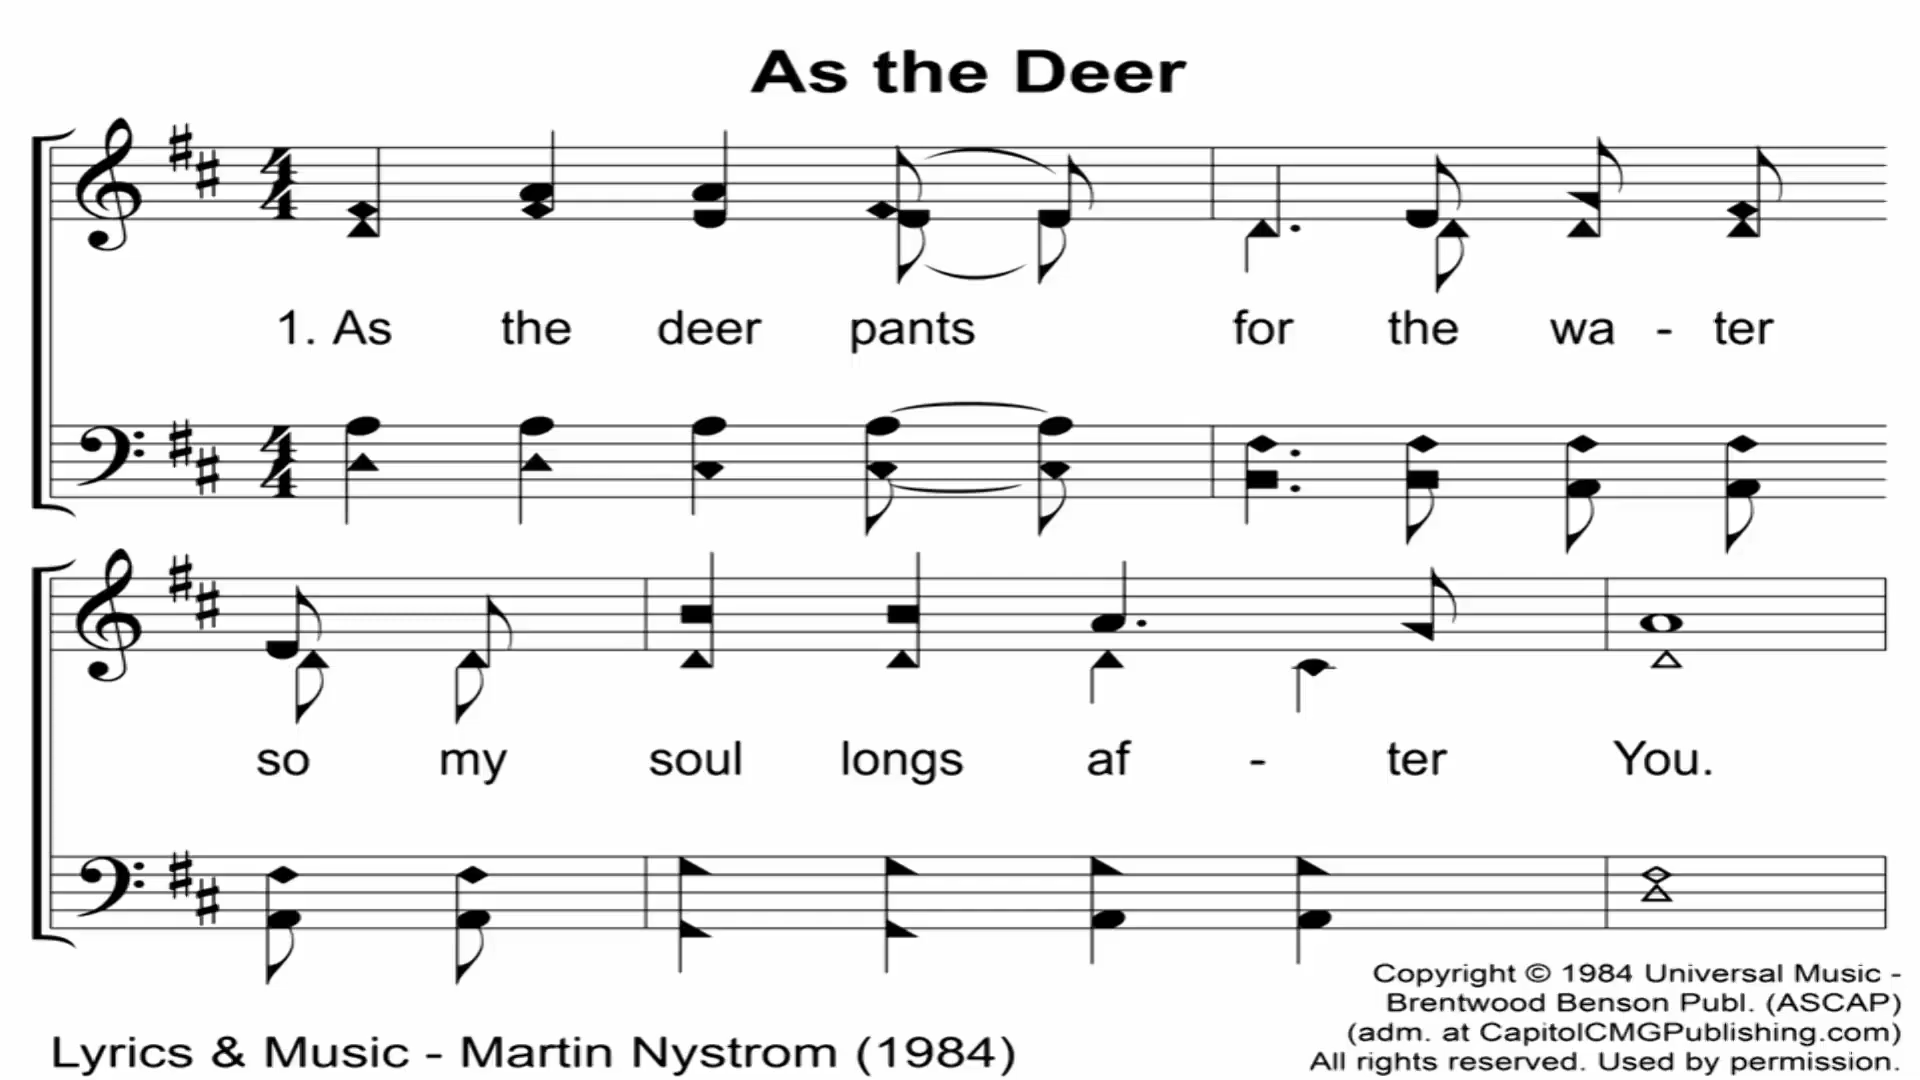 As the Deer
1. As the deer pants for the wa - ter
so my soul longs af - ter You.
Copyright © 1984 Universal Music -
Brentwood Benson Publ. (ASCAP)
(adm. at CapitolCMGPublishing.com)
Lyrics & Music - Martin Nystrom (1984)
All rights reserved. Used by permission.